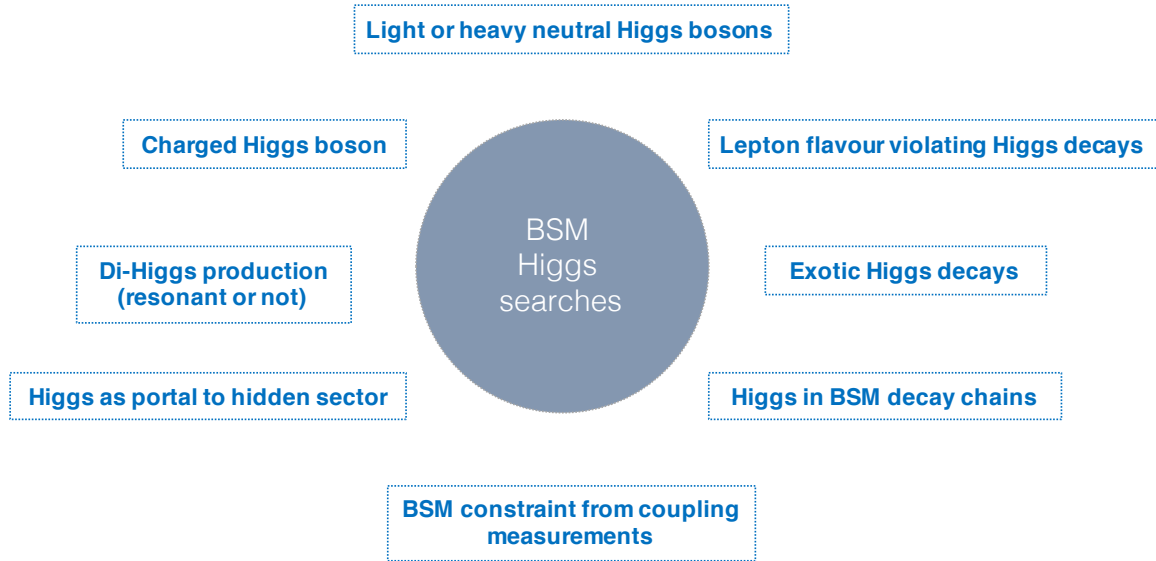 Light or heavy neutral Higgs bosons
Charged Higgs boson
Lepton flavour violating Higgs decays
BSM
Higgs
searches
Di-Higgs production
(resonant or not)
Exotic Higgs decays
Higgs as portal to hidden sector
Higgs in BSM decay chains
BSM constraint from coupling
measurements